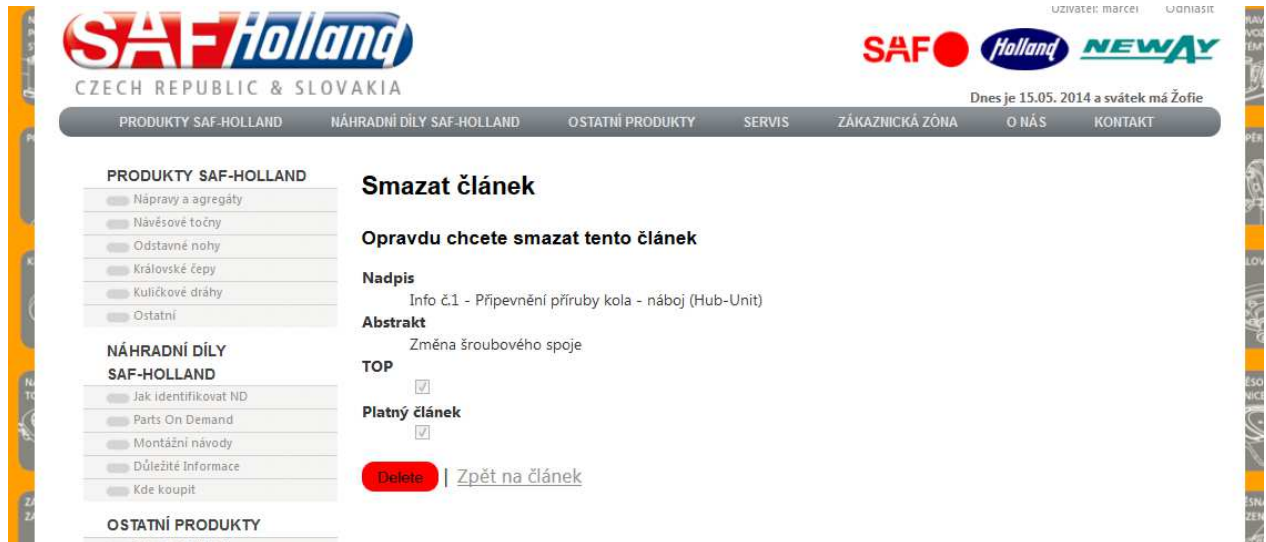 Uživatel: marcel Odhlásit
SAF Holland
CZECH REPUBLIC & SLOVAKIA
SAF Holland NEWAY
Dnes je 15.05. 2014 a svátek má Žofie
PRODUKTY SAF-HOLLAND NÁHRADNÍ DÍLY SAF-HOLLAND OSTATNÍ PRODUKTY SERVIS ZÁKAZNICKÁ ZÓNA O NÁS KONTAKT
PRODUKTY SAF-HOLLAND
Nápravy a agregáty
Návěsové točny
Odstavné nohy
Královské čepy
Kuličkové dráhy
Ostatní
NÁHRADNÍ DÍLY
SAF-HOLLAND
Jak identifikovat ND
Parts On Demand
Montážní návody
Důležité Informace
Kde koupit
OSTATNÍ PRODUKTY
Smazat článek
Opravdu chcete smazat tento článek
Nadpis
Info č.1 - Připevnění příruby kola - náboj (Hub-Unit)
Abstrakt
Změna šroubového spoje
TOP
Platný článek
Delete | Zpět na článek